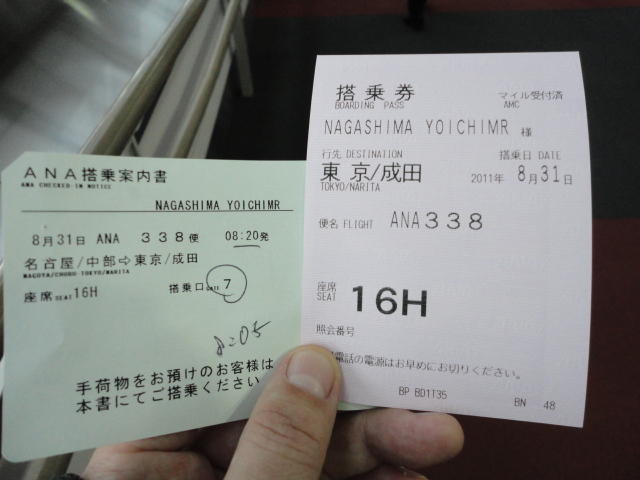 ANA搭乗案内書
ANA CHECKED-IN NOTICE
NAGASHIMA YOICHIMR
8月31日 ANA 338便 08:20発
名古屋/中部⇨東京/成田
NAGOYA/CHUBU-TOKYO/NARITA
座席 SEAT 16H 搭乗口 GATE 7
8:05
手荷物をお預けのお客様は
本書にてご搭乗ください
搭乗券 マイル受付済
BOARDING PASS AMC
NAGASHIMA YOICHIMR 様
行先 DESTINATION 搭乗日 DATE
東京/成田 2011年 8月31日
TOKYO/NARITA
便名 FLIGHT ANA338
座席 SEAT 16H
照会番号
電話の電源はお早めにお切りください。
BP BD1T35 BN 48